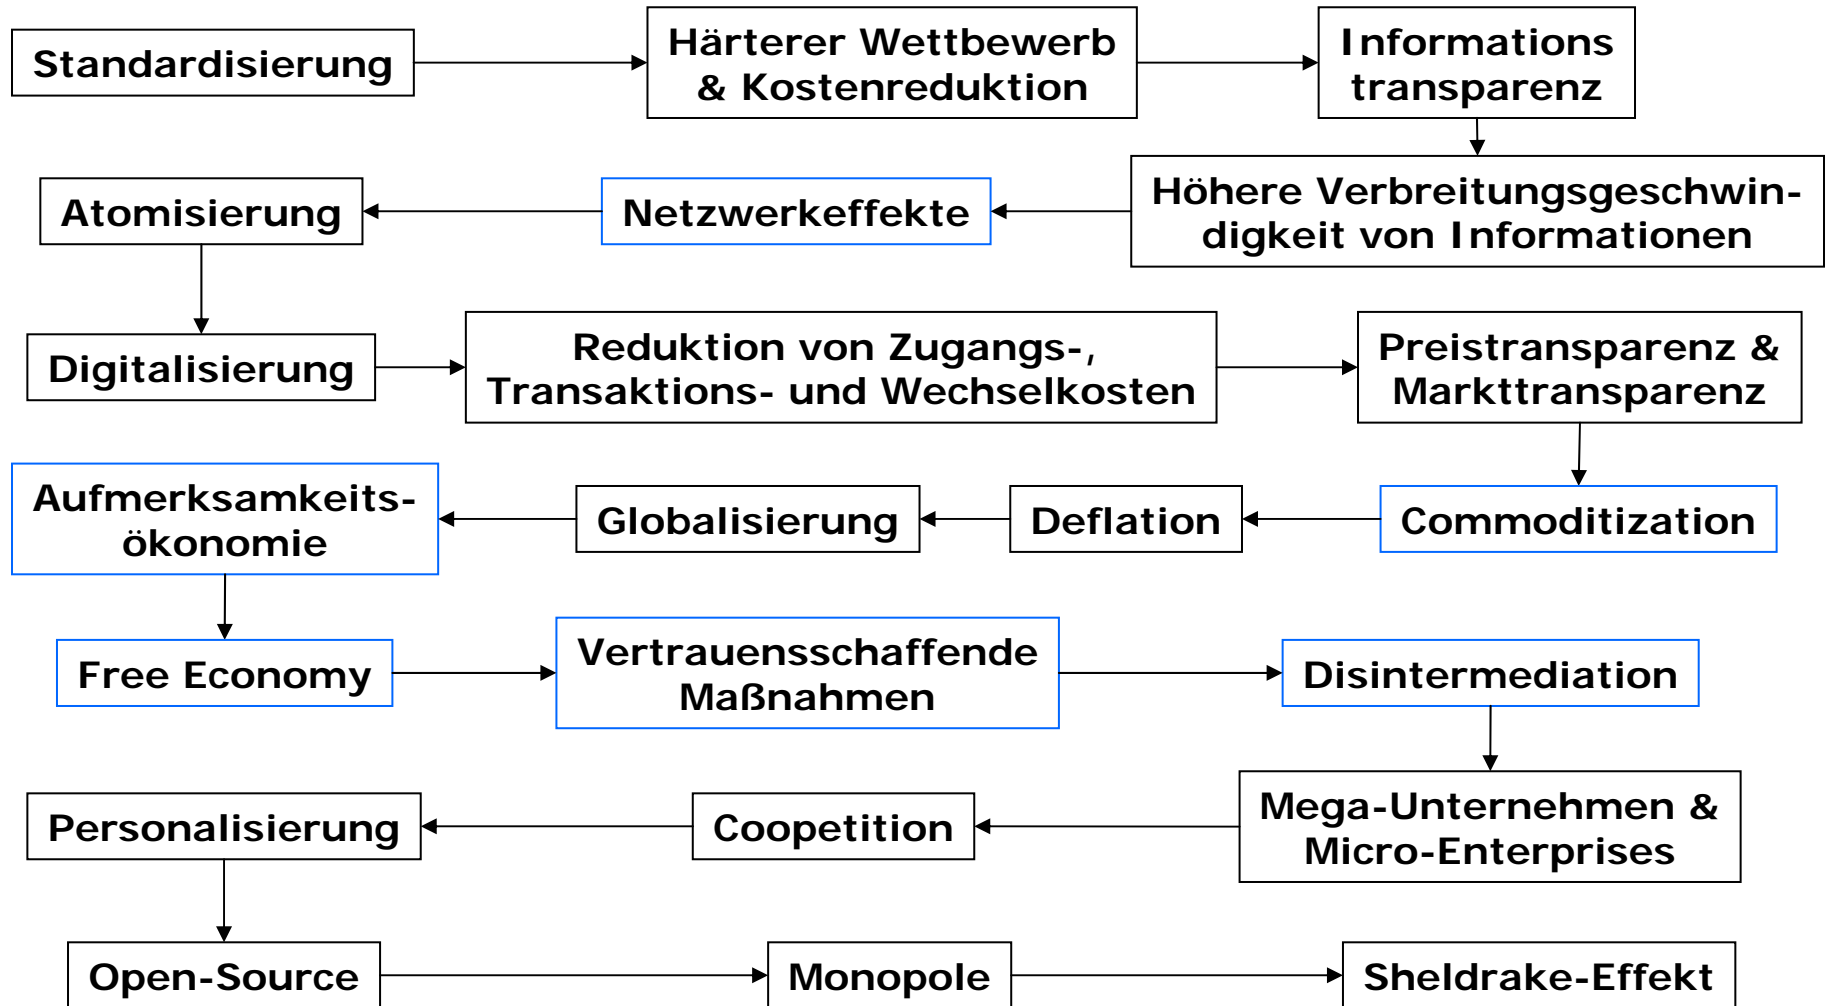 Standardisierung
Härterer Wettbewerb
& Kostenreduktion
Informations
transparenz
Höhere Verbreitungsgeschwin-
digkeit von Informationen
Netzwerkeffekte
Atomisierung
Digitalisierung
Reduktion von Zugangs-,
Transaktions- und Wechselkosten
Preistransparenz &
Markttransparenz
Commoditization
Deflation
Globalisierung
Aufmerksamkeits-
ökonomie
Free Economy
Vertrauensschaffende
Maßnahmen
Disintermediation
Mega-Unternehmen &
Micro-Enterprises
Coopetition
Personalisierung
Open-Source
Monopole
Sheldrake-Effekt